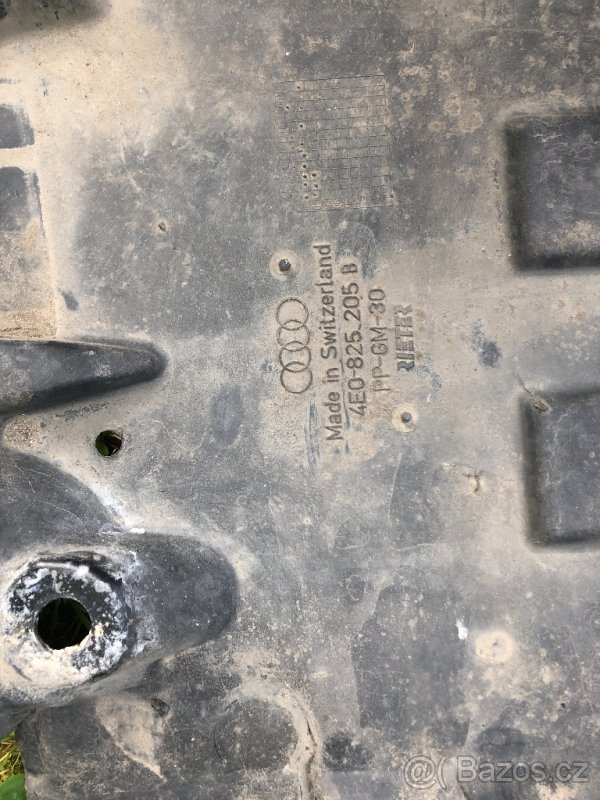 Made in Switzerland
4E0-825.205 B
PP-GM-30
RIETER
@( Bazos.cz